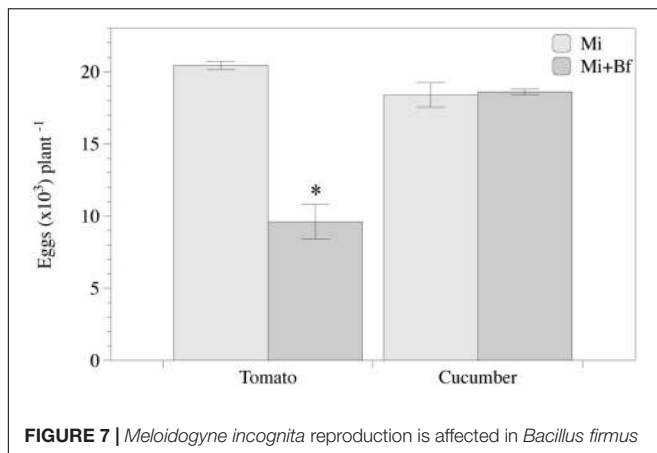 Mi
Mi+Bf
20
15
10
5
0
Eggs (x10³) plant ⁻¹
*
Tomato
Cucumber
FIGURE 7 | Meloidogyne incognita reproduction is affected in Bacillus firmus